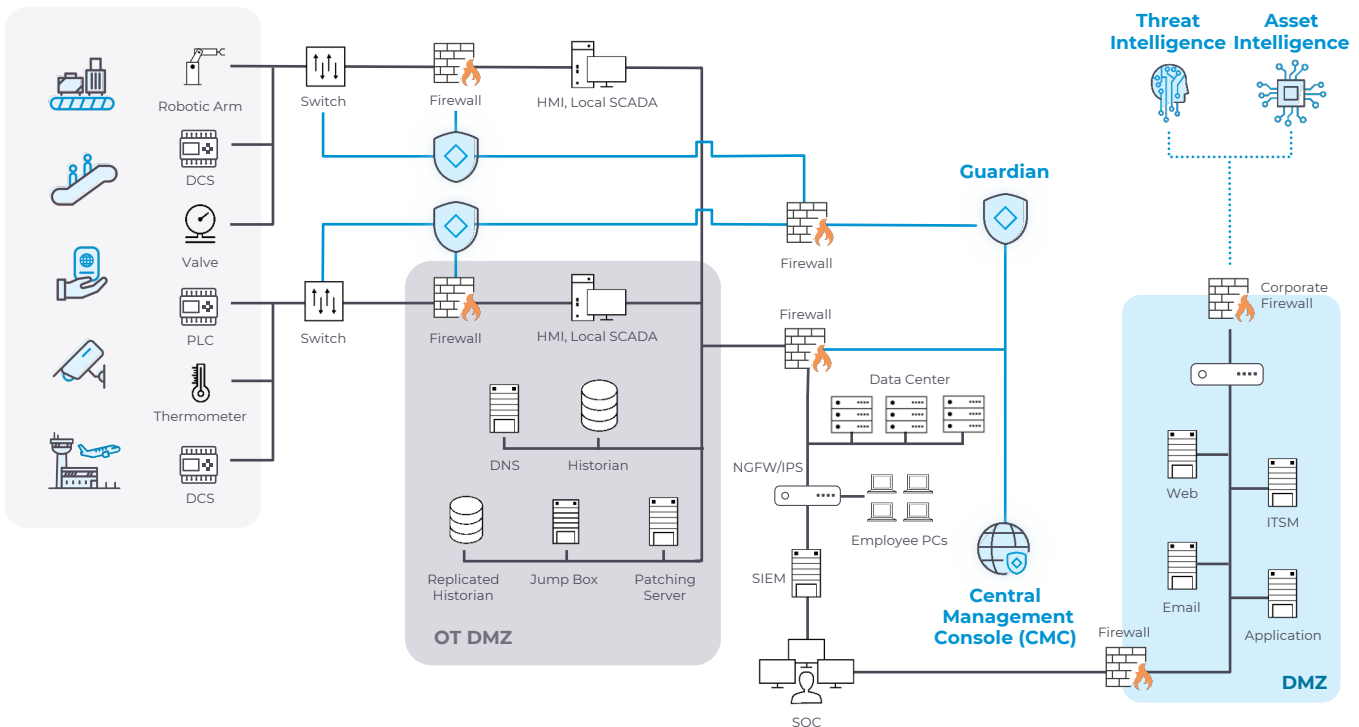 Threat
Intelligence
Asset
Intelligence
Robotic Arm
Switch
Firewall
HMI, Local SCADA
DCS
Guardian
Valve
Firewall
PLC
Switch
Firewall
HMI, Local SCADA
Firewall
Corporate
Firewall
Thermometer
Data Center
DCS
DNS
Historian
NGFW/IPS
Web
ITSM
Employee PCs
Replicated
Historian
Jump Box
Patching
Server
SIEM
Central
Management
Console (CMC)
Email
Application
OT DMZ
Firewall
DMZ
SOC